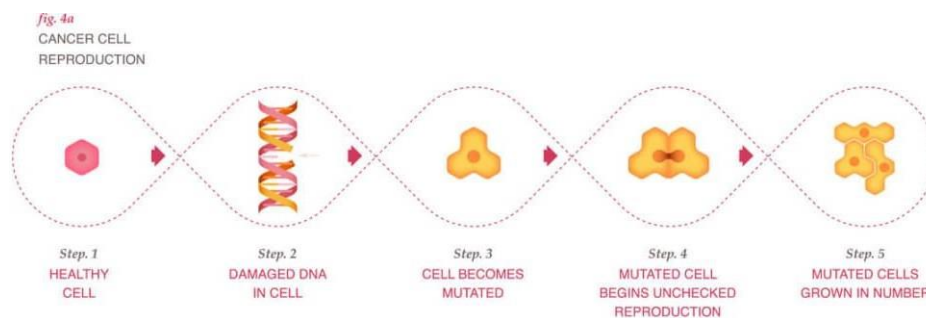 fig. 4a
CANCER CELL
REPRODUCTION
Step. 1
HEALTHY
CELL
Step. 2
DAMAGED DNA
IN CELL
Step. 3
CELL BECOMES
MUTATED
Step. 4
MUTATED CELL
BEGINS UNCHECKED
REPRODUCTION
Step. 5
MUTATED CELLS
GROWN IN NUMBER